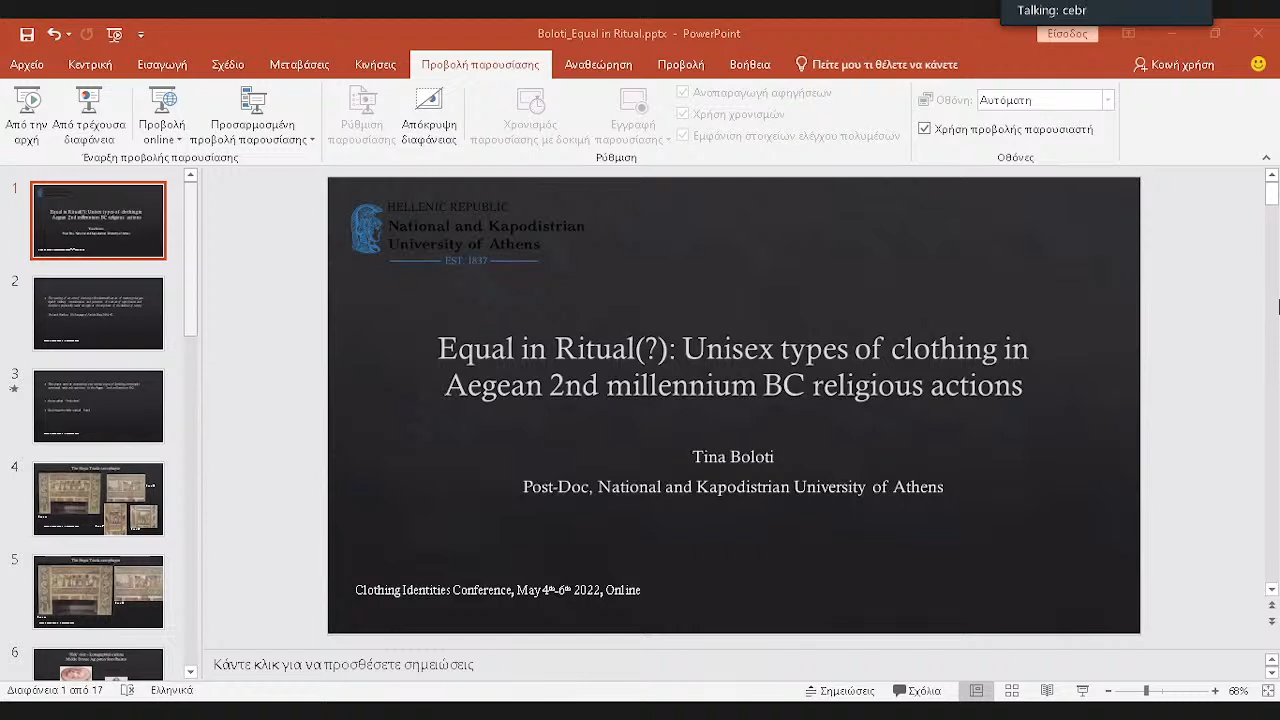 Talking: cebr
Boloti_Equal in Ritual.pptx - PowerPoint
Είσοδος
Αρχείο
Κεντρική
Εισαγωγή
Σχέδιο
Μεταβάσεις
Κινήσεις
Προβολή παρουσίασης
Αναθεώρηση
Προβολή
Βοήθεια
Πείτε μου τι θέλετε να κάνετε
Κοινή χρήση
Από την αρχή
Από τρέχουσα διαφάνεια
Προβολή online
Προσαρμοσμένη προβολή παρουσίασης
Έναρξη προβολής παρουσίασης
Ρύθμιση παρουσίασης
Απόκρυψη διαφάνειας
Χρονισμός παρουσίασης με δοκιμή
Εγγραφή παρουσίασης
Αναπαραγωγή αφηγήσεων
Χρήση χρονισμών
Εμφάνιση στοιχείων ελέγχου πολυμέσων
Ρύθμιση
Οθόνη: Αυτόματη
Χρήση προβολής παρουσιαστή
Οθόνες
1
2
3
4
5
6
HELLENIC REPUBLIC
National and Kapodistrian
University of Athens
EST. 1837
Equal in Ritual(?): Unisex types of clothing in
Aegean 2nd millennium BC religious actions
Tina Boloti
Post-Doc, National and Kapodistrian University of Athens
Clothing Identities Conference, May 4th-6th 2022, Online
να προσθέσετε σημειώσεις
Διαφάνεια 1 από 17
Ελληνικά
Σημειώσεις
Σχόλια
68%